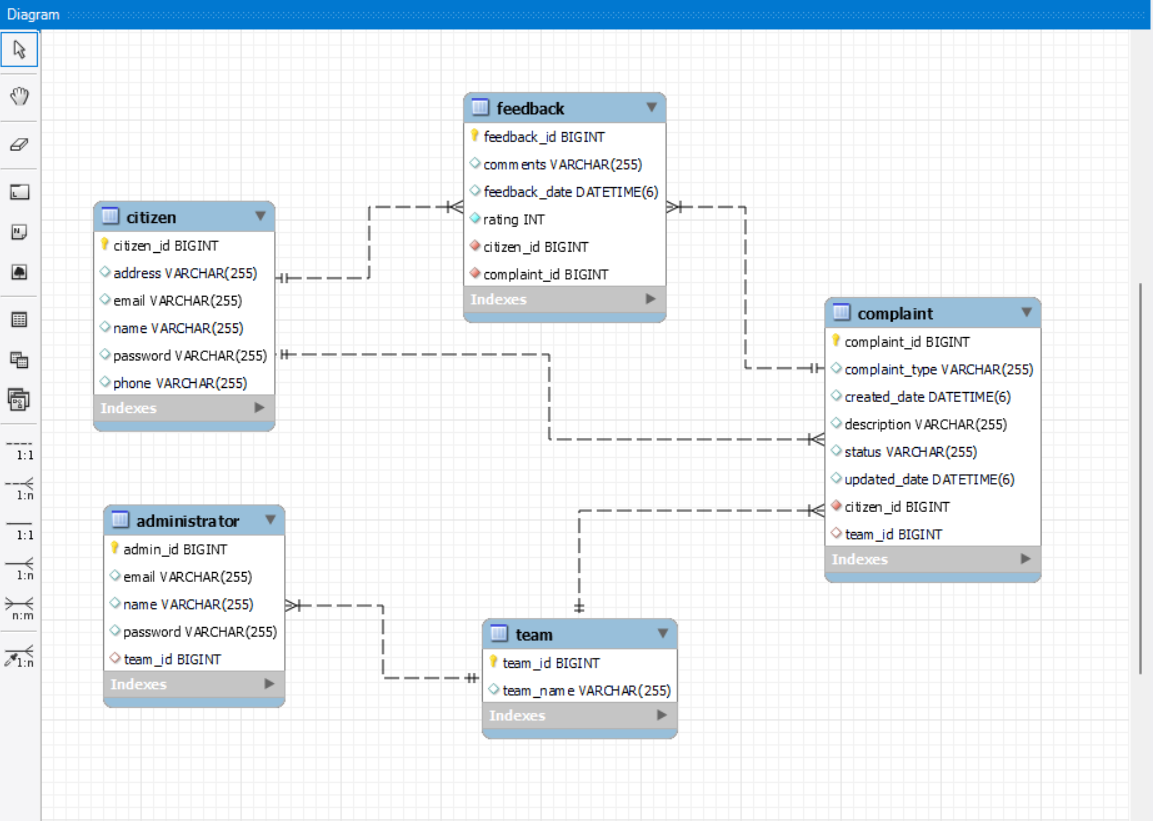 Diagram
feedback
feedback_id BIGINT
comments VARCHAR(255)
feedback_date DATETIME(6)
rating INT
citizen_id BIGINT
complaint_id BIGINT
Indexes
citizen
citizen_id BIGINT
address VARCHAR(255)
email VARCHAR(255)
name VARCHAR(255)
password VARCHAR(255)
phone VARCHAR(255)
Indexes
complaint
complaint_id BIGINT
complaint_type VARCHAR(255)
created_date DATETIME(6)
description VARCHAR(255)
status VARCHAR(255)
updated_date DATETIME(6)
citizen_id BIGINT
team_id BIGINT
Indexes
administrator
admin_id BIGINT
email VARCHAR(255)
name VARCHAR(255)
password VARCHAR(255)
team_id BIGINT
Indexes
team
team_id BIGINT
team_name VARCHAR(255)
Indexes
1:1
1:n
1:1
1:n
n:m
1:n